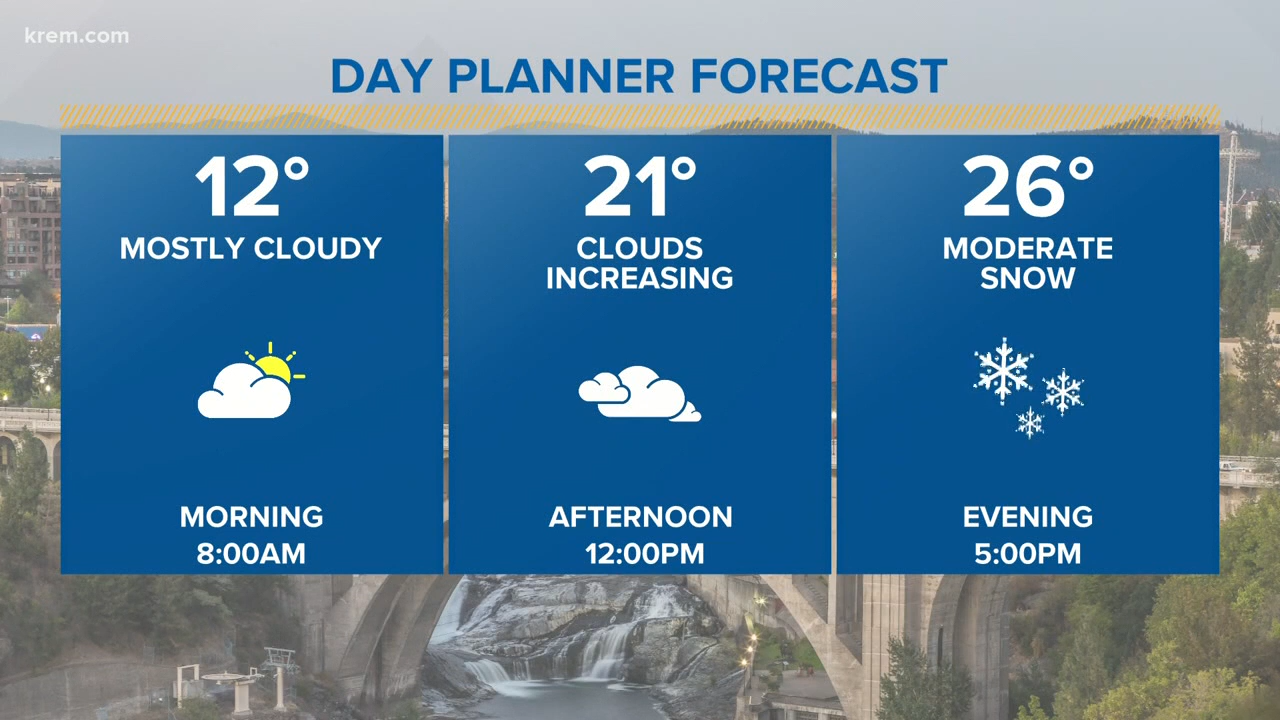 krem.com
DAY PLANNER FORECAST
12°
MOSTLY CLOUDY
MORNING
8:00AM
21°
CLOUDS
INCREASING
AFTERNOON
12:00PM
26°
MODERATE
SNOW
EVENING
5:00PM